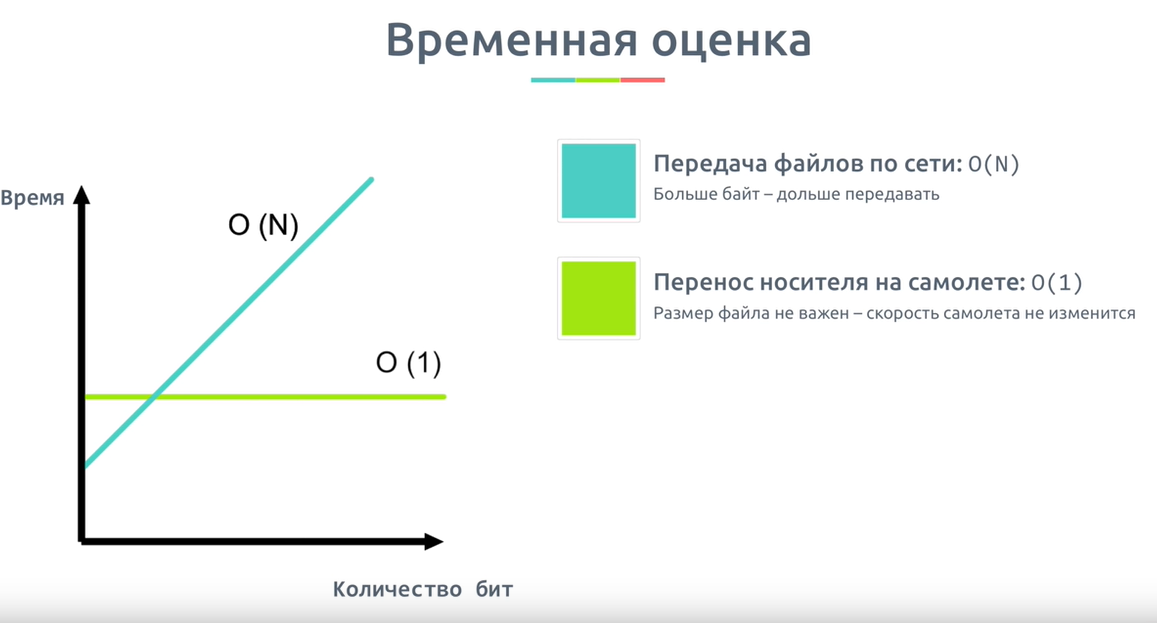 Временная оценка
Время
O (N)
O (1)
Количество бит
Передача файлов по сети: O(N)
Больше байт – дольше передавать
Перенос носителя на самолете: O(1)
Размер файла не важен – скорость самолета не изменится